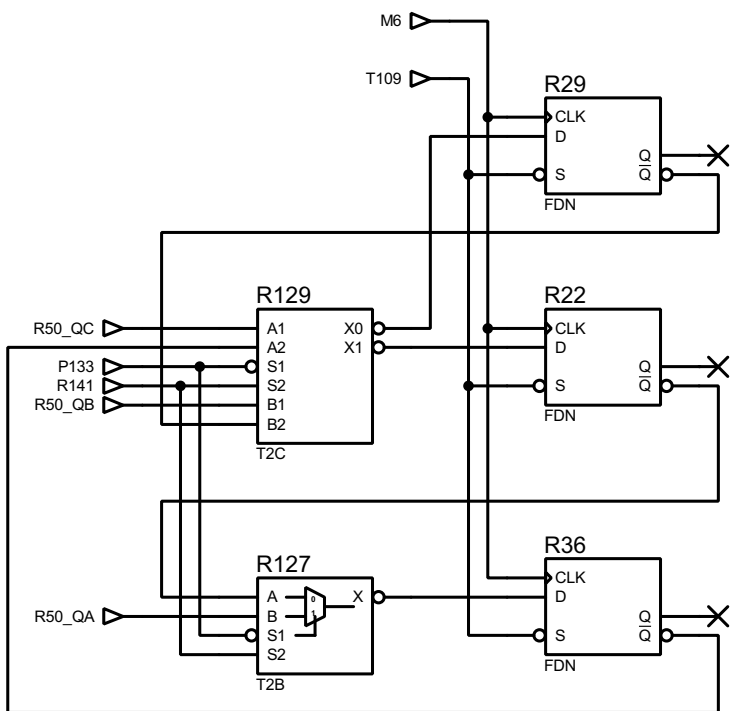 M6
T109
R29
CLK
D
Q
Q
S
FDN
R129
R50_QC
A1
X0
A2
X1
P133
S1
R141
S2
R50_QB
B1
B2
T2C
R22
CLK
D
Q
S
Q
FDN
R127
A
0
X
R50_QA
B
1
S1
S2
T2B
R36
CLK
D
Q
S
Q
FDN